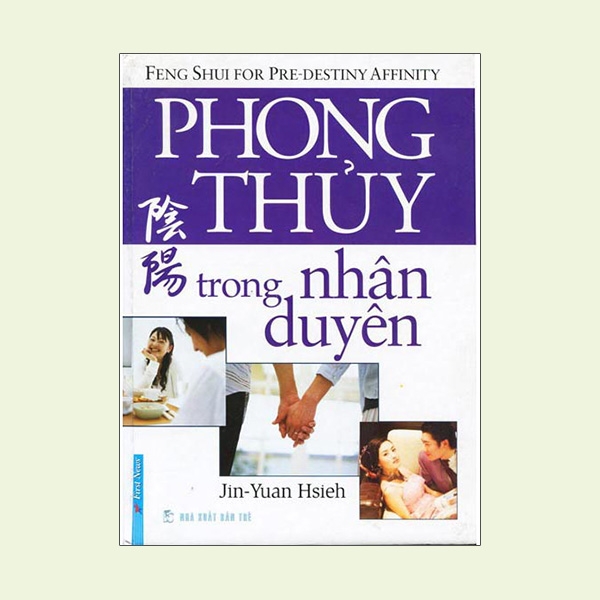 FENG SHUI FOR PRE-DESTINY AFFINITY
PHONG
THỦY
陰
陽
trong nhân
duyên
Jin-Yuan Hsieh
First News
NHÀ XUẤT BẢN TRẺ